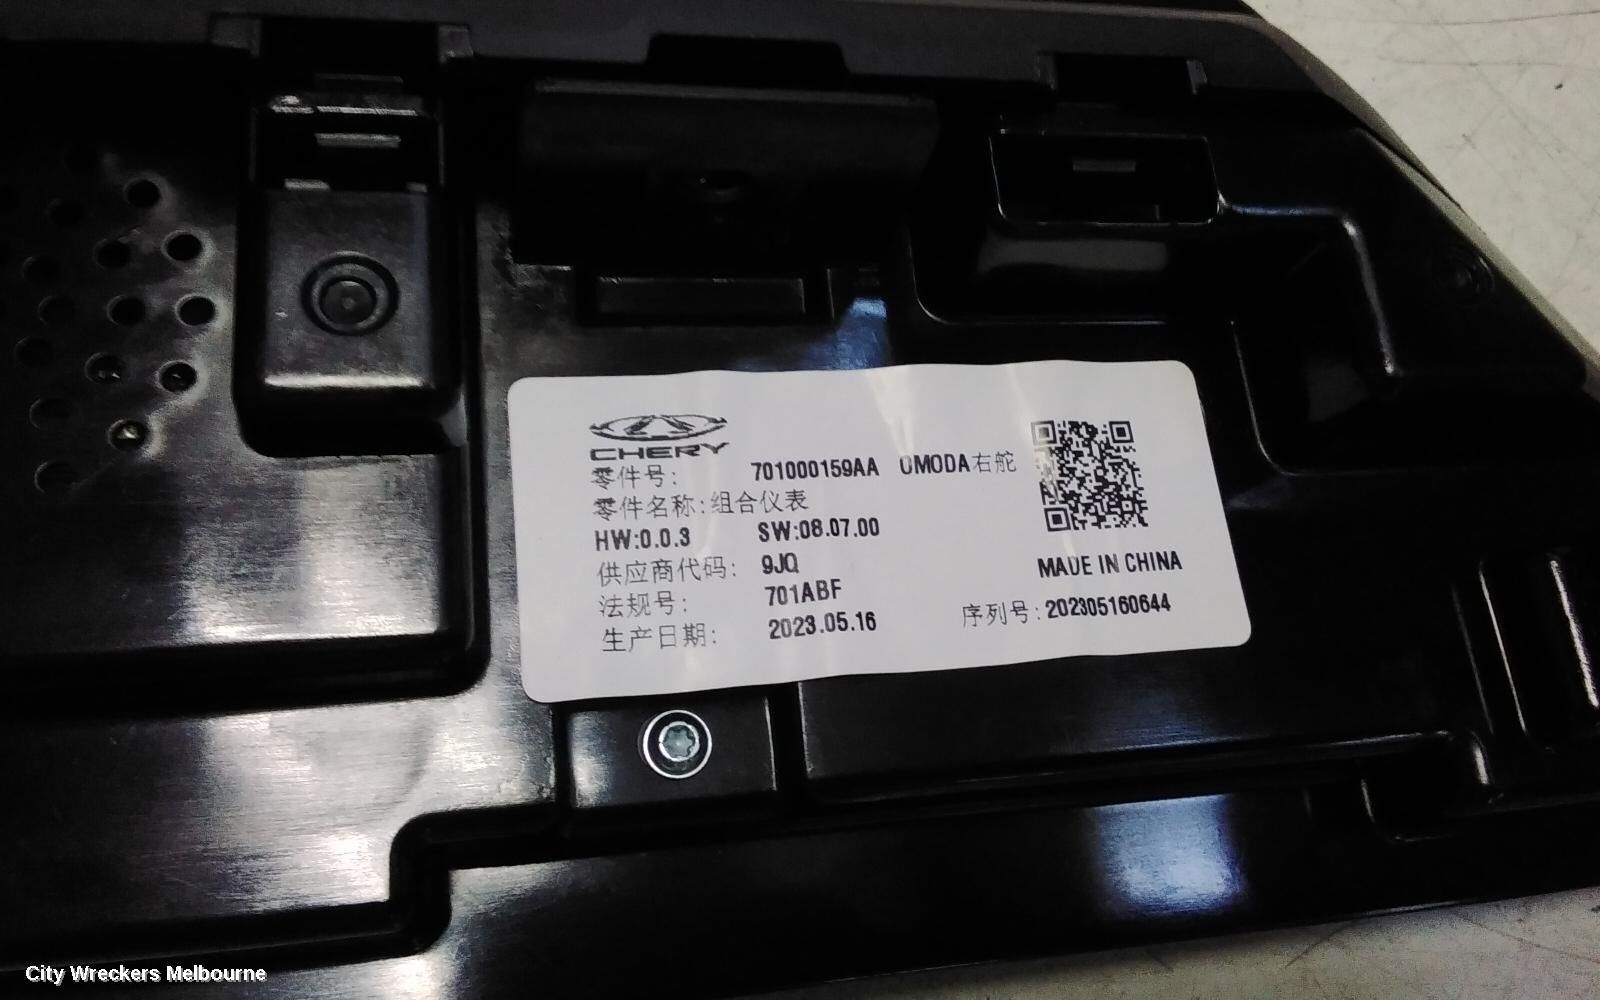 CHERY
零件号: 701000159AA OMODA右舵
零件名称:组合仪表
HW:0.0.3 SW:08.07.00
供应商代码: 9JQ
MADE IN CHINA
法规号: 701ABF
序列号:202305160644
生产日期: 2023.05.16
City Wreckers Melbourne